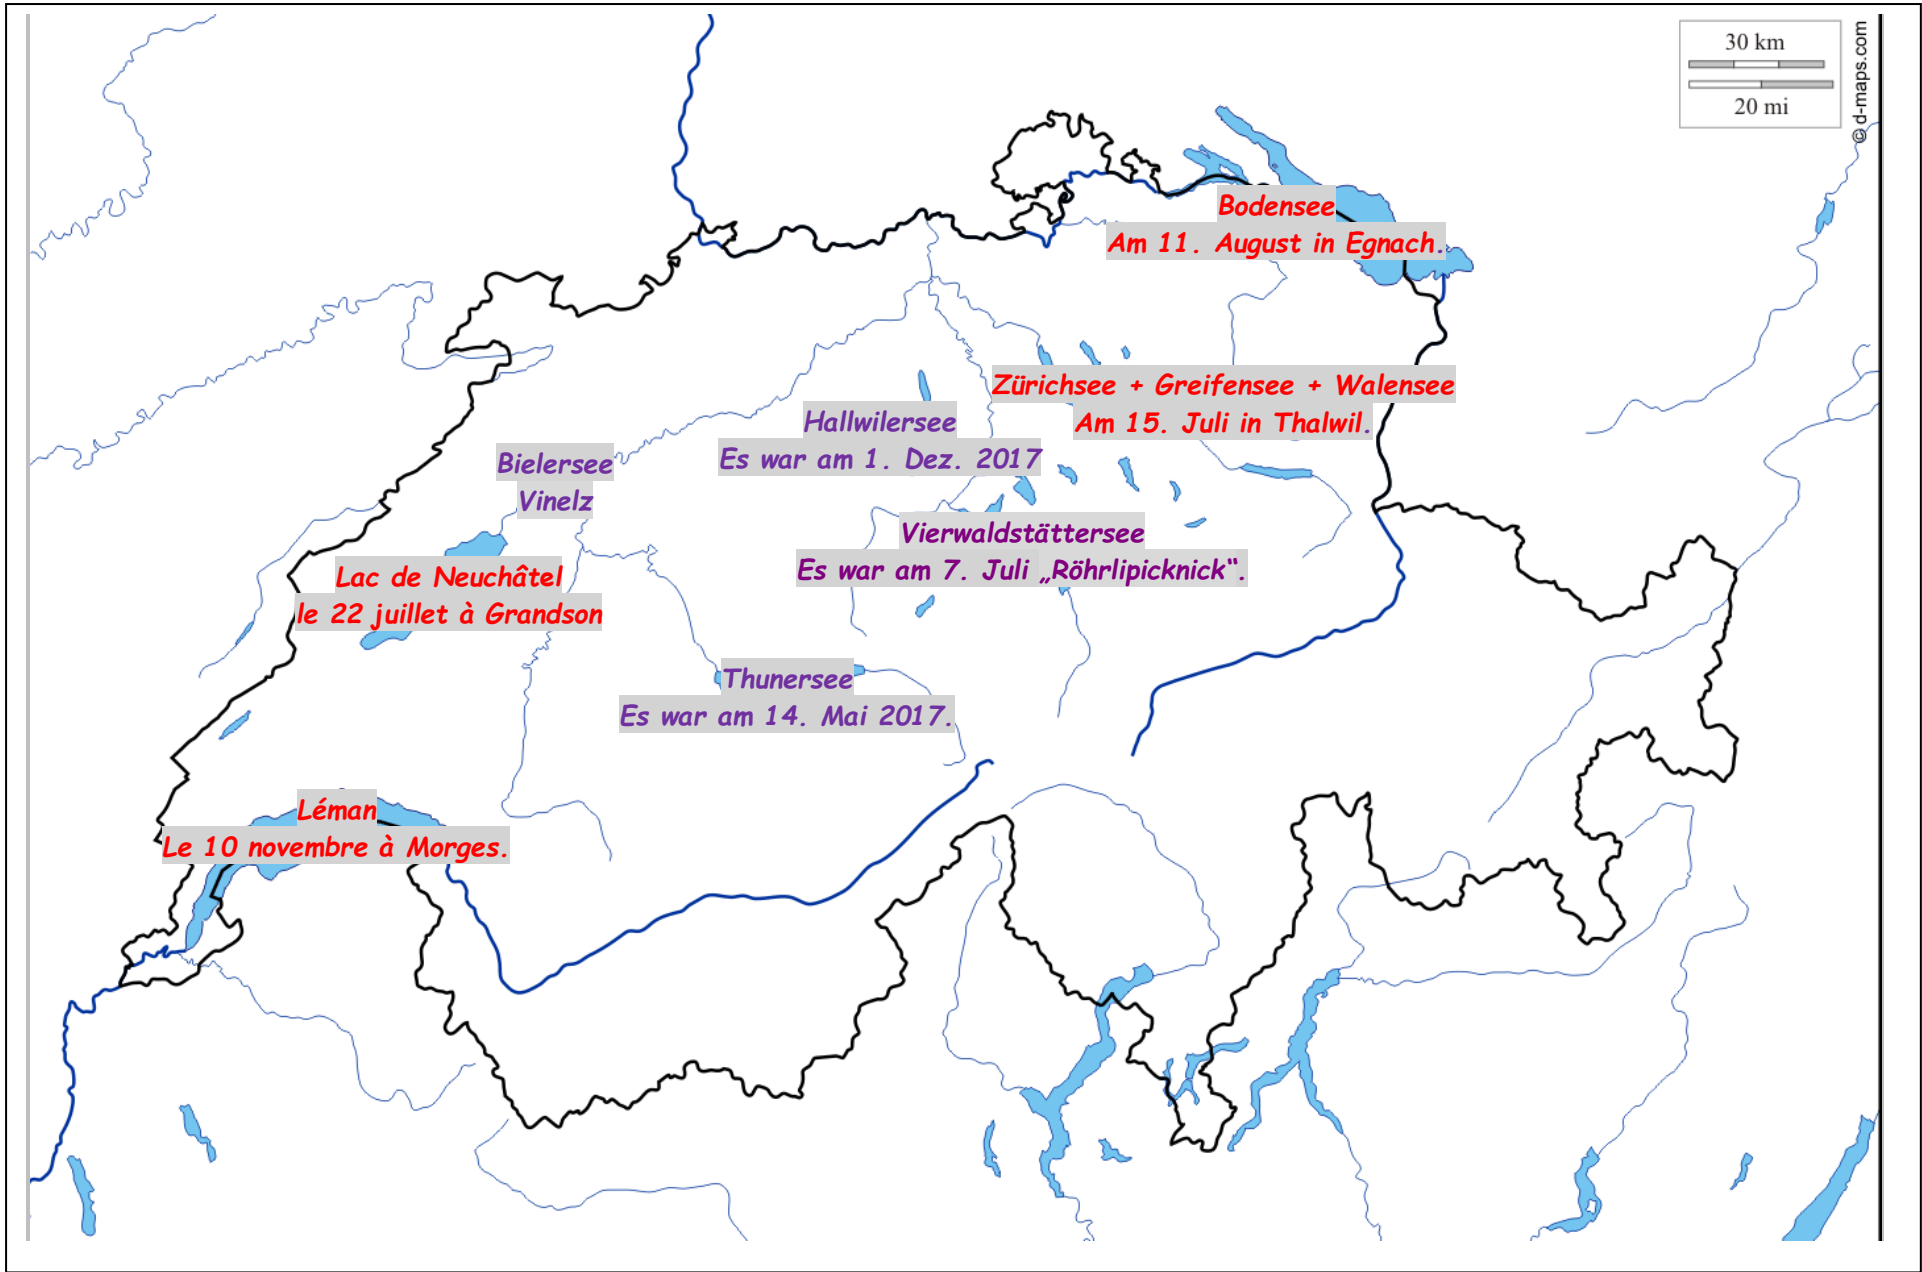 30 km
20 mi
© d-maps.com
Bodensee
Am 11. August in Egnach.
Zürichsee + Greifensee + Walensee
Am 15. Juli in Thalwil.
Hallwilersee
Es war am 1. Dez. 2017
Bielersee
Vinelz
Vierwaldstättersee
Es war am 7. Juli „Röhrlipicknick“.
Lac de Neuchâtel
le 22 juillet à Grandson
Thunersee
Es war am 14. Mai 2017.
Léman
Le 10 novembre à Morges.